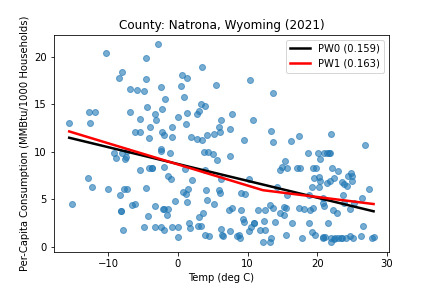 County: Natrona, Wyoming (2021)
PW0 (0.159)
PW1 (0.163)
Per-Capita Consumption (MMBtu/1000 Households)
20
15
10
5
0
−10 0 10 20 30
Temp (deg C)